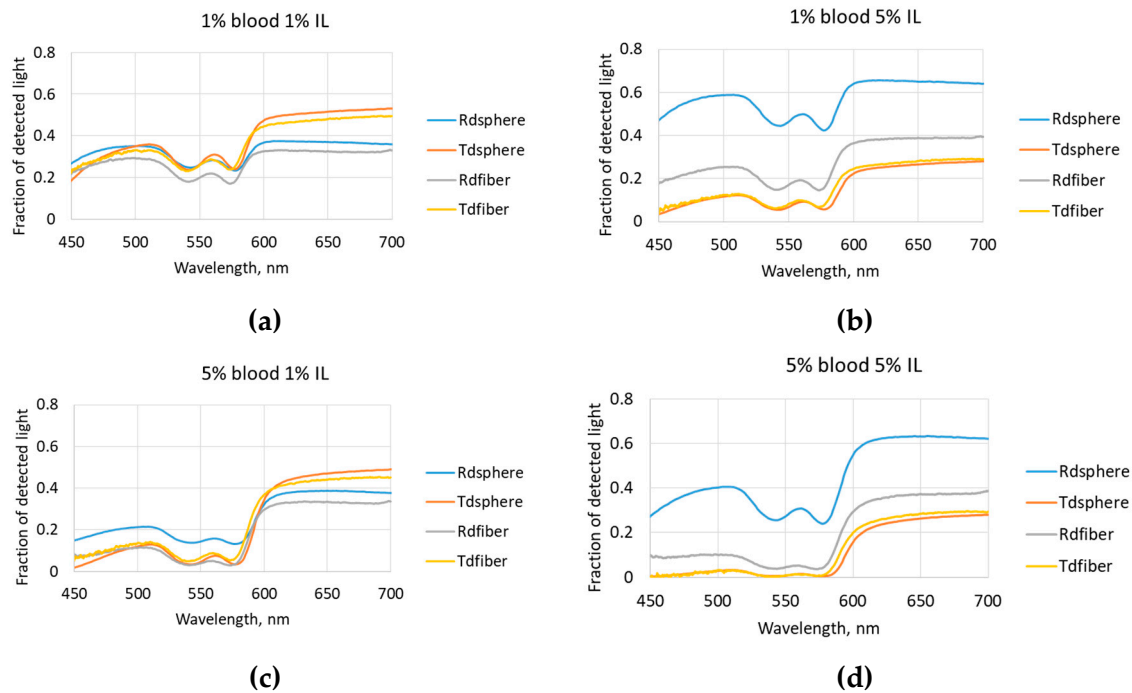 1% blood 1% IL
Fraction of detected light
0.8
0.6
0.4
0.2
0
450 500 550 600 650 700
Wavelength, nm
Rdsphere
Tdsphere
Rdfiber
Tdfiber
(a)
1% blood 5% IL
Fraction of detected light
0.8
0.6
0.4
0.2
0
450 500 550 600 650 700
Wavelength, nm
Rdsphere
Tdsphere
Rdfiber
Tdfiber
(b)
5% blood 1% IL
Fraction of detected light
0.8
0.6
0.4
0.2
0
450 500 550 600 650 700
Wavelength, nm
Rdsphere
Tdsphere
Rdfiber
Tdfiber
(c)
5% blood 5% IL
Fraction of detected light
0.8
0.6
0.4
0.2
0
450 500 550 600 650 700
Wavelength, nm
Rdsphere
Tdsphere
Rdfiber
Tdfiber
(d)